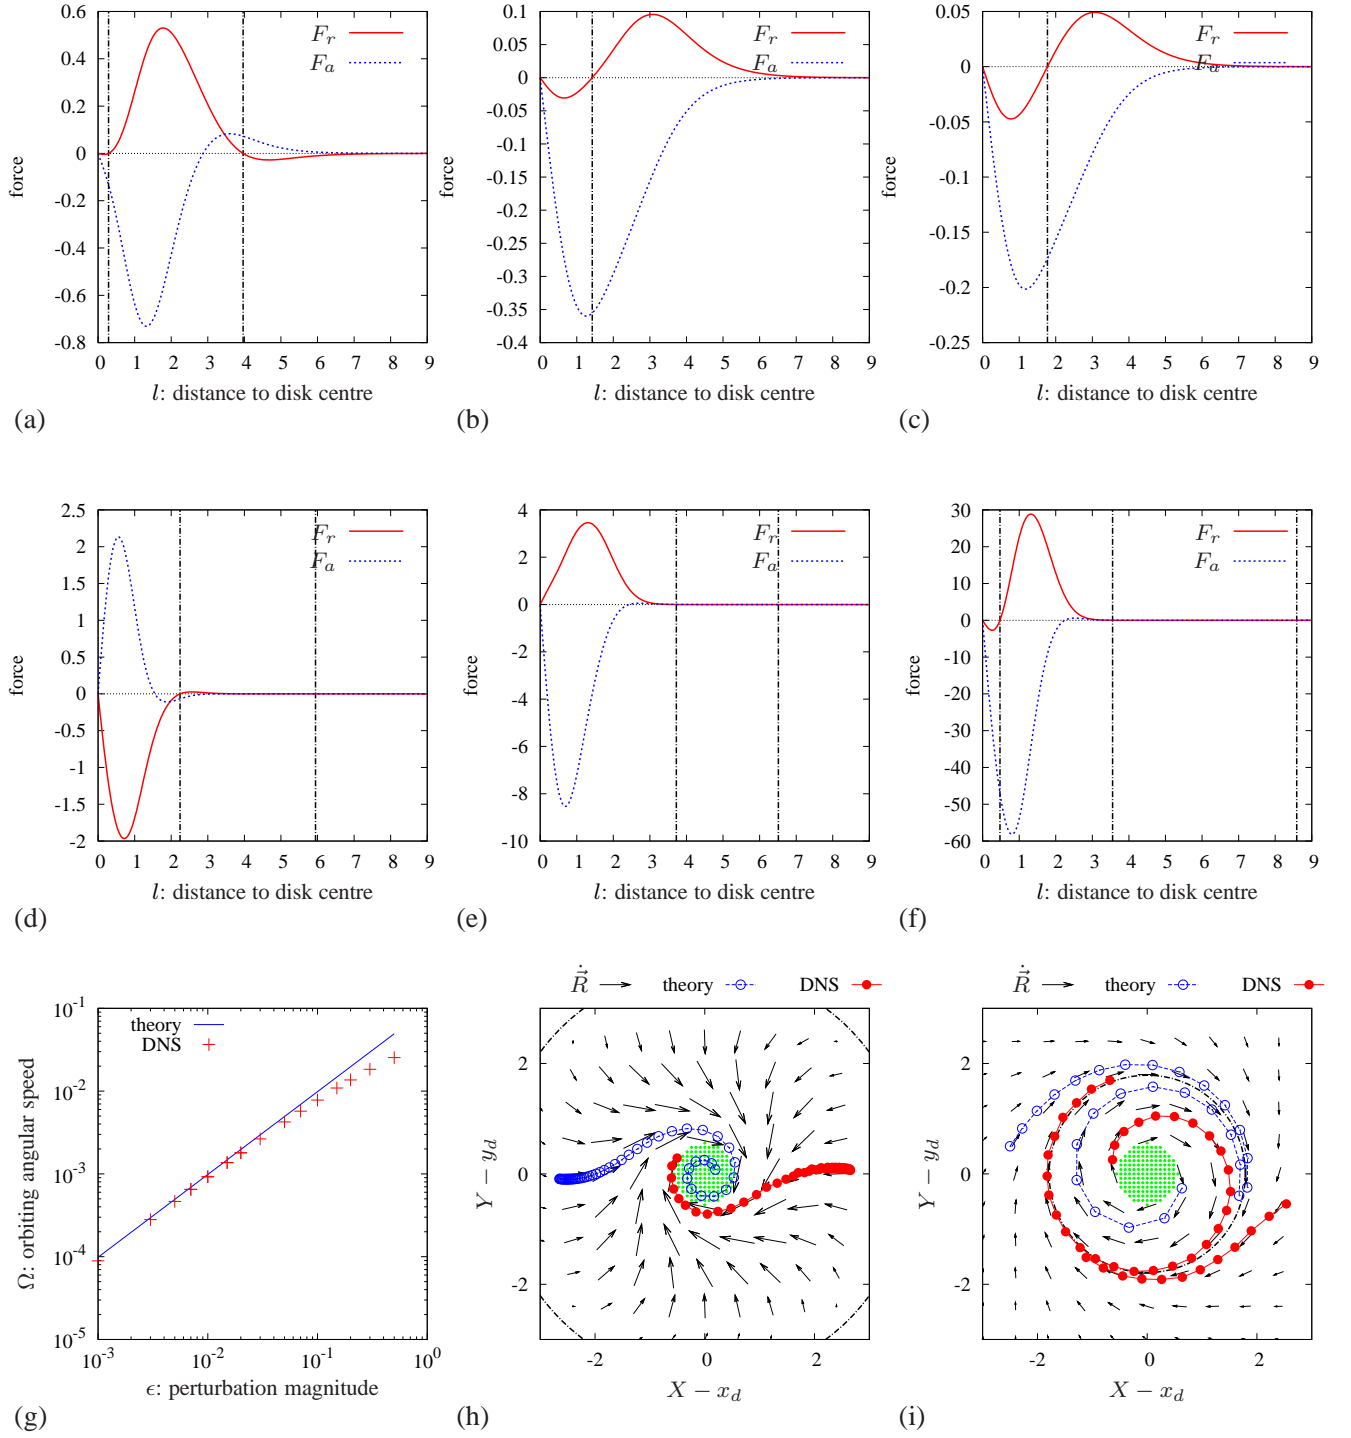 0.6
0.4
0.2
0
-0.2
-0.4
-0.6
-0.8
force
F_r
F_a
0 1 2 3 4 5 6 7 8 9
l: distance to disk centre
(a)
0.1
0.05
0
-0.05
-0.1
-0.15
-0.2
-0.25
-0.3
-0.35
-0.4
force
F_r
F_a
0 1 2 3 4 5 6 7 8 9
l: distance to disk centre
(b)
0.05
0
-0.05
-0.1
-0.15
-0.2
-0.25
force
F_r
F_a
0 1 2 3 4 5 6 7 8 9
l: distance to disk centre
(c)
2.5
2
1.5
1
0.5
0
-0.5
-1
-1.5
-2
force
F_r
F_a
0 1 2 3 4 5 6 7 8 9
l: distance to disk centre
(d)
4
2
0
-2
-4
-6
-8
-10
force
F_r
F_a
0 1 2 3 4 5 6 7 8 9
l: distance to disk centre
(e)
30
20
10
0
-10
-20
-30
-40
-50
-60
force
F_r
F_a
0 1 2 3 4 5 6 7 8 9
l: distance to disk centre
(f)
10^-1
10^-2
10^-3
10^-4
10^-5
Ω: orbiting angular speed
theory
DNS
10^-3 10^-2 10^-1 10^0
ϵ: perturbation magnitude
(g)
\dot{\vec{R}} theory DNS
2
0
-2
Y − y_d
-2 0 2
X − x_d
(h)
\dot{\vec{R}} theory DNS
2
0
-2
Y − y_d
-2 0 2
X − x_d
(i)